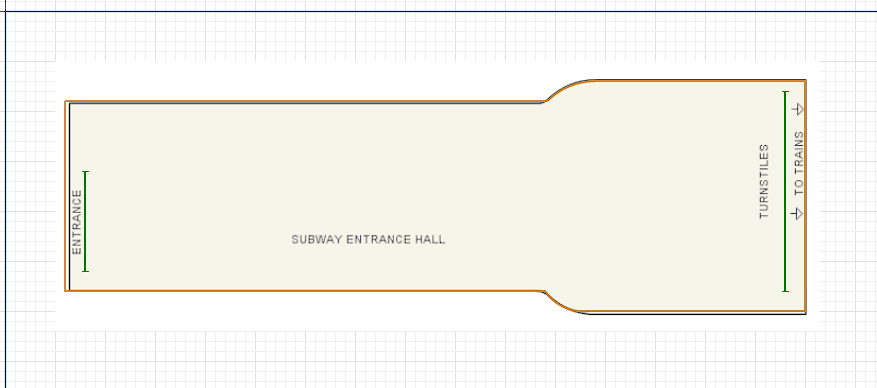 ENTRANCE
SUBWAY ENTRANCE HALL
TURNSTILES
TO TRAINS